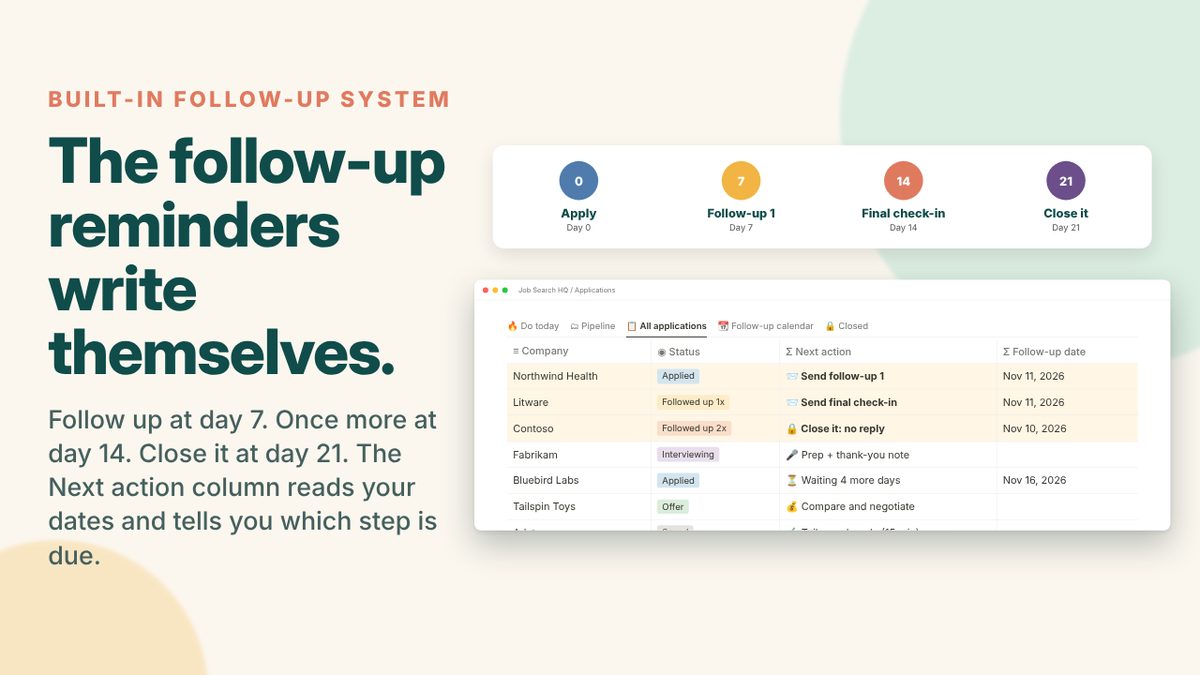 BUILT-IN FOLLOW-UP SYSTEM
The follow-up
reminders
write
themselves.
Follow up at day 7. Once more at
day 14. Close it at day 21. The
Next action column reads your
dates and tells you which step is
due.
0 7 14 21
Apply Follow-up 1 Final check-in Close it
Day 0 Day 7 Day 14 Day 21
Job Search HQ / Applications
🔥 Do today 🗂 Pipeline 📋 All applications 📆 Follow-up calendar 🔒 Closed
≡ Company ◉ Status Σ Next action Σ Follow-up date
Northwind Health Applied 📨 Send follow-up 1 Nov 11, 2026
Litware Followed up 1x 📨 Send final check-in Nov 11, 2026
Contoso Followed up 2x 🔒 Close it: no reply Nov 10, 2026
Fabrikam Interviewing 🎤 Prep + thank-you note
Bluebird Labs Applied ⏳ Waiting 4 more days Nov 16, 2026
Tailspin Toys Offer 💰 Compare and negotiate